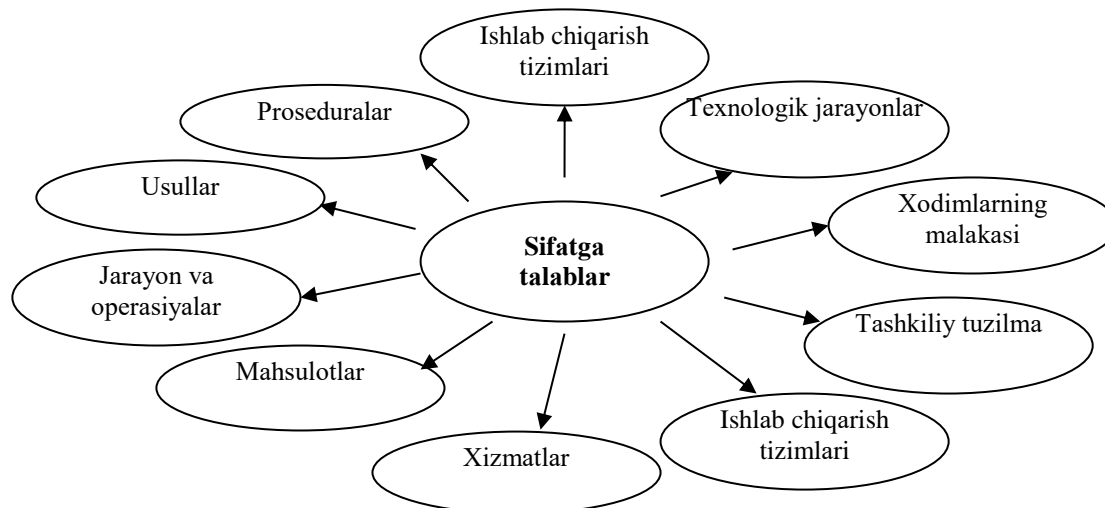 Ishlab chiqarish
tizimlari
Proseduralar
Texnologik jarayonlar
Usullar
Xodimlarning
malakasi
Sifatga
talablar
Jarayon va
operasiyalar
Tashkiliy tuzilma
Mahsulotlar
Ishlab chiqarish
tizimlari
Xizmatlar